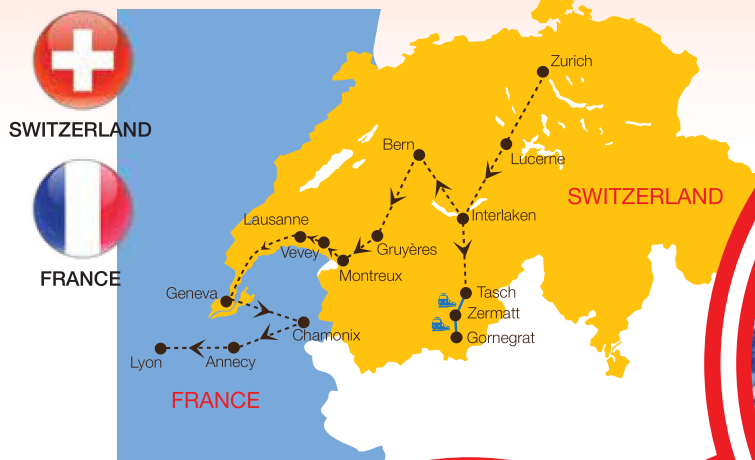 SWITZERLAND
FRANCE
Zurich
Bern
Lucerne
SWITZERLAND
Interlaken
Lausanne
Vevey
Gruyères
Montreux
Geneva
Tasch
Zermatt
Gornegrat
Chamonix
Lyon
Annecy
FRANCE